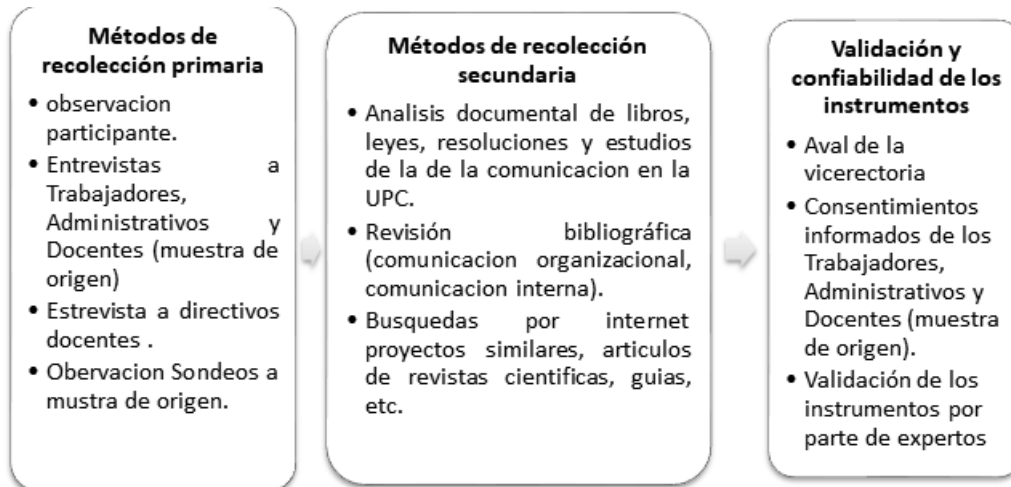 Métodos de
recolección primaria
• observacion
participante.
• Entrevistas a
Trabajadores,
Administrativos y
Docentes (muestra de
origen)
• Estrevista a directivos
docentes .
• Obervacion Sondeos a
mustra de origen.
Métodos de recolección
secundaria
• Analisis documental de libros,
leyes, resoluciones y estudios
de la de la comunicacion en la
UPC.
• Revisión bibliográfica
(comunicacion organizacional,
comunicacion interna).
• Busquedas por internet
proyectos similares, articulos
de revistas cientificas, guias,
etc.
Validación y
confiabilidad de los
instrumentos
• Aval de la
vicerectoria
• Consentimientos
informados de los
Trabajadores,
Administrativos y
Docentes (muestra
de origen).
• Validación de los
instrumentos por
parte de expertos